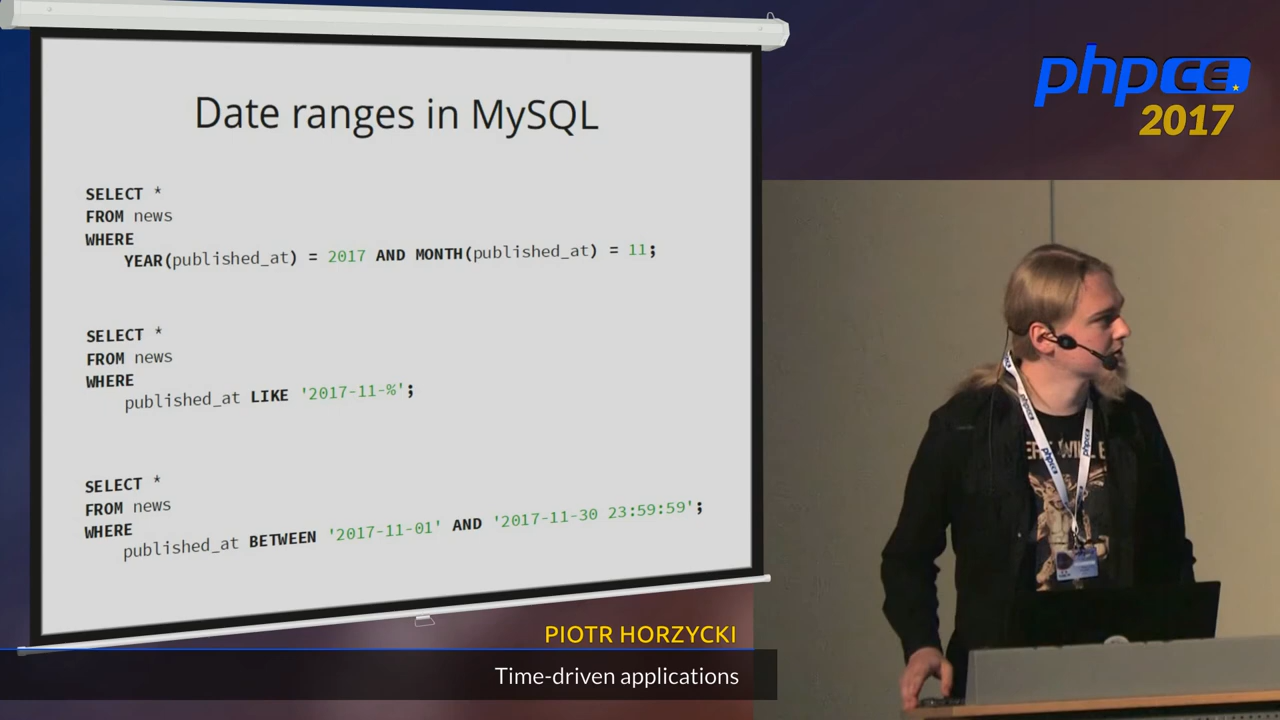 Date ranges in MySQL
SELECT *
FROM news
WHERE
YEAR(published_at) = 2017 AND MONTH(published_at) = 11;
SELECT *
FROM news
WHERE
published_at LIKE '2017-11-%';
SELECT *
FROM news
WHERE
published_at BETWEEN '2017-11-01' AND '2017-11-30 23:59:59';
phpCE
2017
phpce
phpce
PIOTR HORZYCKI
Time-driven applications